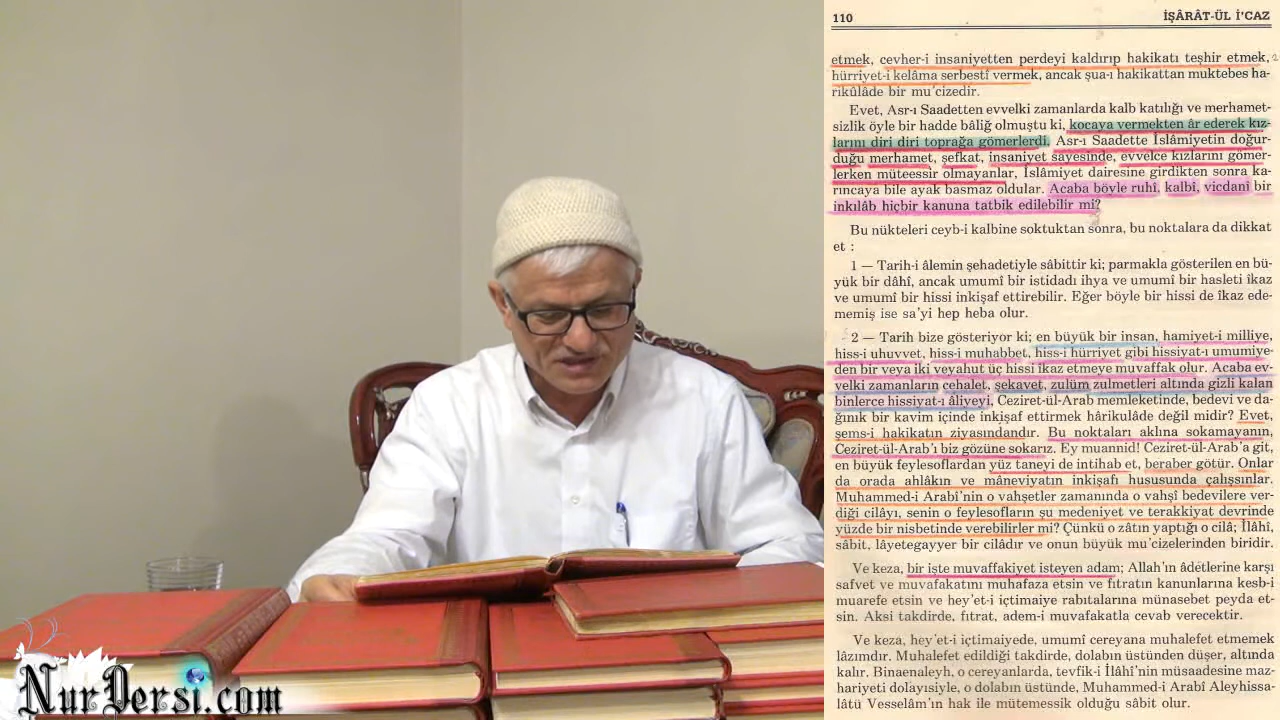 110 İŞÂRÂT-ÜL İ'CAZ
etmek, cevher-i insaniyetten perdeyi kaldırıp hakikatı teşhir etmek,
hürriyet-i kelâma serbestî vermek, ancak şua-ı hakikattan muktebes ha-
rikulâde bir mu'cizedir.
Evet, Asr-ı Saadetten evvelki zamanlarda kalb katılığı ve merhamet-
sizlik öyle bir hadde bâliğ olmuştu ki, kocaya vermekten âr ederek kız-
larını diri diri toprağa gömerlerdi. Asr-ı Saadette İslâmiyetin doğur-
duğu merhamet, şefkat, insaniyet sayesinde, evvelce kızlarını gömer-
lerken müteessir olmayanlar, İslâmiyet dairesine girdikten sonra ka-
rıncaya bile ayak basmaz oldular. Acaba böyle ruhî, kalbî, vicdanî bir
inkılâb hiçbir kanuna tatbik edilebilir mi?
Bu nükteleri ceyb-i kalbine soktuktan sonra, bu noktalara da dikkat
et :
1 — Tarih-i âlemin şehadetiyle sâbittir ki; parmakla gösterilen en bü-
yük bir dâhî, ancak umumî bir istidadı ihya ve umumî bir hasleti îkaz
ve umumî bir hissi inkişaf ettirebilir. Eğer böyle bir hissi de îkaz ede-
memiş ise sa'yi hep heba olur.
2 — Tarih bize gösteriyor ki; en büyük bir insan, hamiyet-i milliye,
hiss-i uhuvvet, hiss-i muhabbet, hiss-i hürriyet gibi hissiyat-ı umumiye-
den bir veya iki veyahut üç hissi îkaz etmeye muvaffak olur. Acaba ev-
velki zamanların cehalet, şekavet, zulüm zulmetleri altında gizli kalan
binlerce hissiyat-ı âliyeyi, Ceziret-ül-Arab memleketinde, bedevi ve da-
ğınık bir kavim içinde inkişaf ettirmek hârikulâde değil midir? Evet,
şems-i hakikatın ziyasındandır. Bu noktaları aklına sokamayanın,
Ceziret-ül-Arab'ı biz gözüne sokarız. Ey muannid! Ceziret-ül-Arab'a git,
en büyük feylesoflardan yüz taneyi de intihab et, beraber götür. Onlar
da orada ahlâkın ve mâneviyatın inkişafı hususunda çalışsınlar.
Muhammed-i Arabî'nin o vahşetler zamanında o vahşi bedevilere ver-
diği cilâyı, senin o feylesofların şu medeniyet ve terakkiyat devrinde
yüzde bir nisbetinde verebilirler mi? Çünkü o zâtın yaptığı o cilâ; İlâhî,
sâbit, lâyetegayyer bir cilâdır ve onun büyük mu'cizelerinden biridir.
Ve keza, bir işte muvaffakiyet isteyen adam; Allah'ın âdetlerine karşı
safvet ve muvafakatını muhafaza etsin ve fıtratın kanunlarına kesb-i
muarefe etsin ve hey'et-i içtimaiye rabıtalarına münasebet peyda et-
sin. Aksi takdirde, fıtrat, adem-i muvafakatla cevab verecektir.
Ve keza, hey'et-i içtimaiyede, umumî cereyana muhalefet etmemek
lâzımdır. Muhalefet edildiği takdirde, dolabın üstünden düşer, altında
kalır. Binaenaleyh, o cereyanlarda, tevfik-i İlâhî'nin müsaadesine maz-
hariyeti dolayısiyle, o dolabın üstünde, Muhammed-i Arabî Aleyhissa-
lâtü Vesselâm'ın hak ile mütemessik olduğu sâbit olur.
NurDersi.com